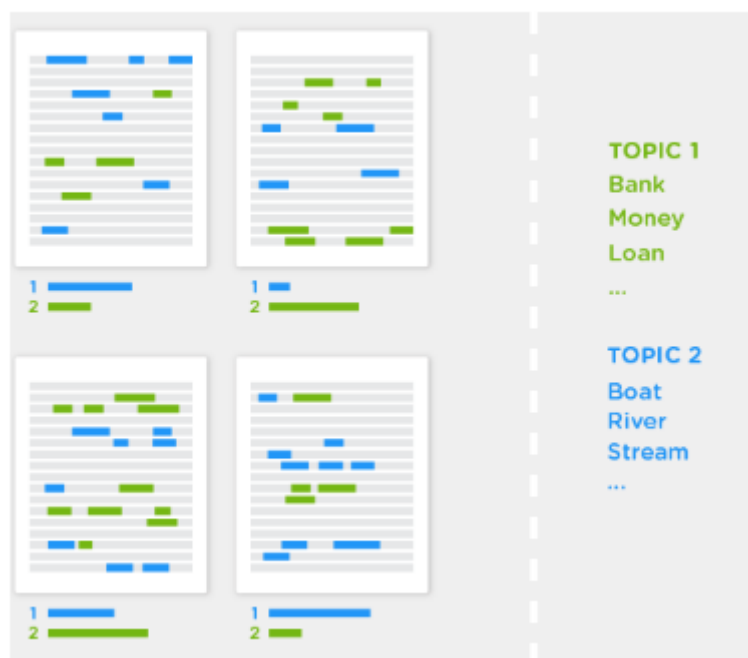 1
2
1
2
1
2
1
2
TOPIC 1
Bank
Money
Loan
...
TOPIC 2
Boat
River
Stream
...